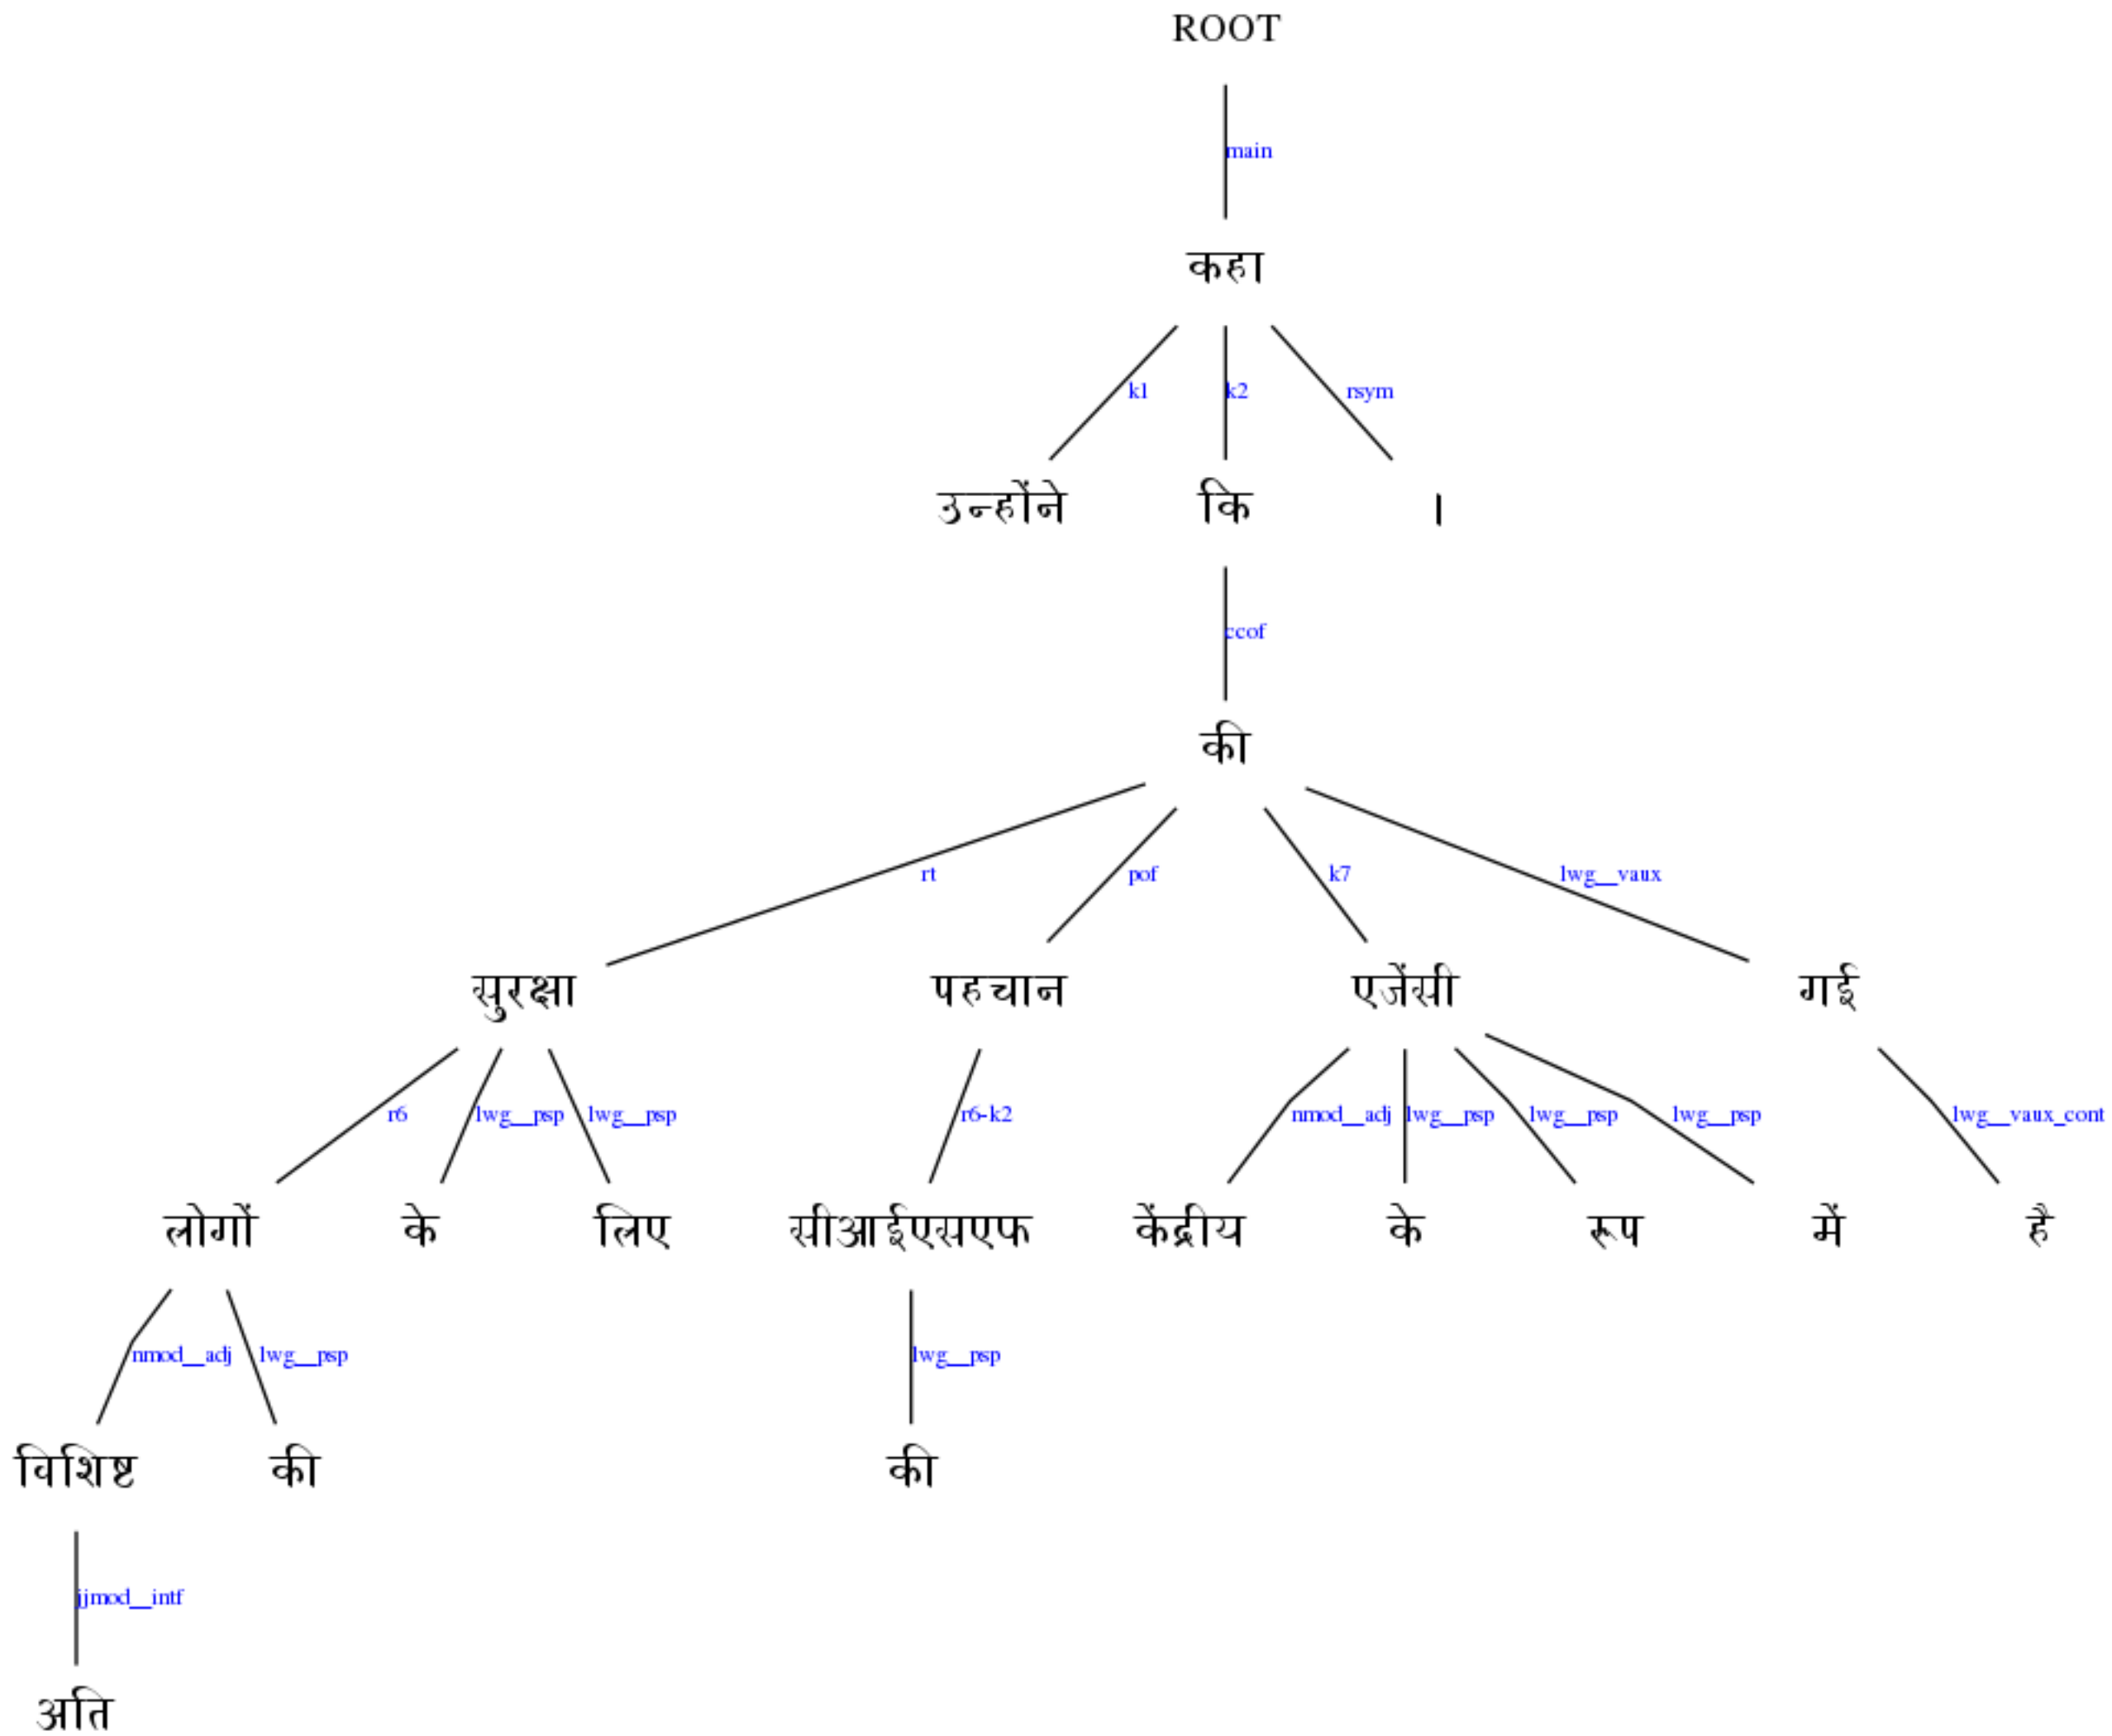 ROOT
main
कहा
k1 k2 rsym
उन्होंने कि ।
ccof
की
rt pof k7 lwg__vaux
सुरक्षा पहचान एजेंसी गई
r6 lwg__psp lwg__psp r6-k2 nmod__adj lwg__psp lwg__psp lwg__psp lwg__vaux_cont
लोगों के लिए सीआईएसएफ केंद्रीय के रूप में है
nmod__adj lwg__psp lwg__psp
विशिष्ट की की
jjmod__intf
अति